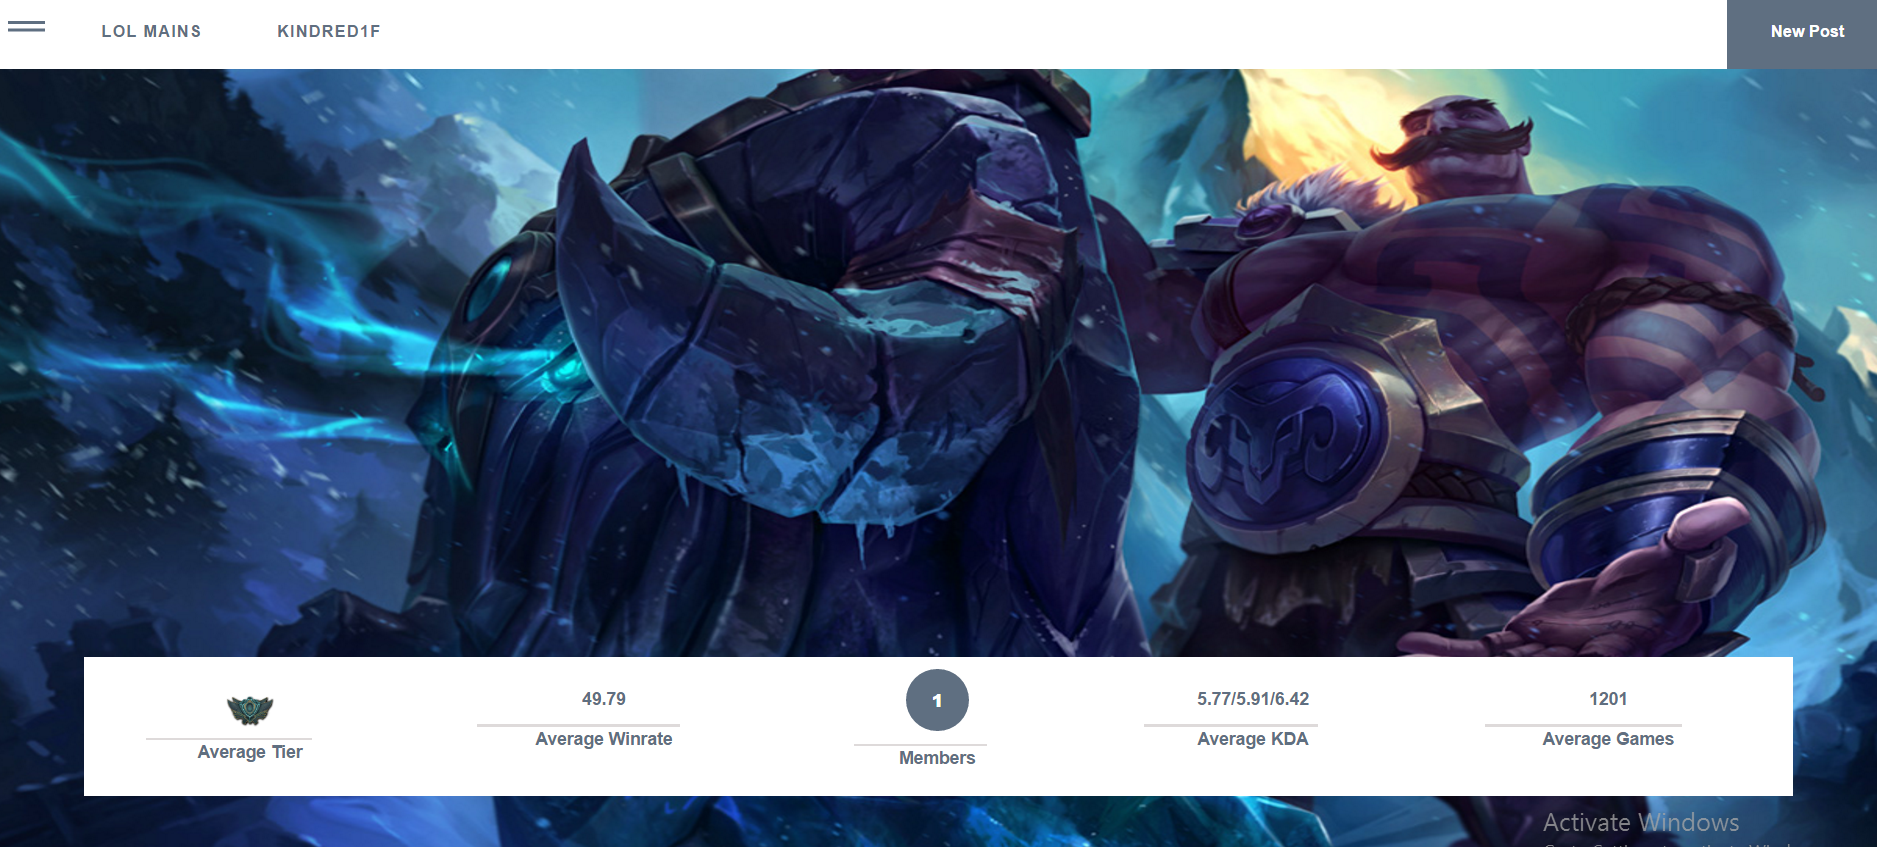 LOL MAINS
KINDRED1F
New Post
49.79
1
5.77/5.91/6.42
1201
Average Tier
Average Winrate
Members
Average KDA
Average Games
Activate Windows